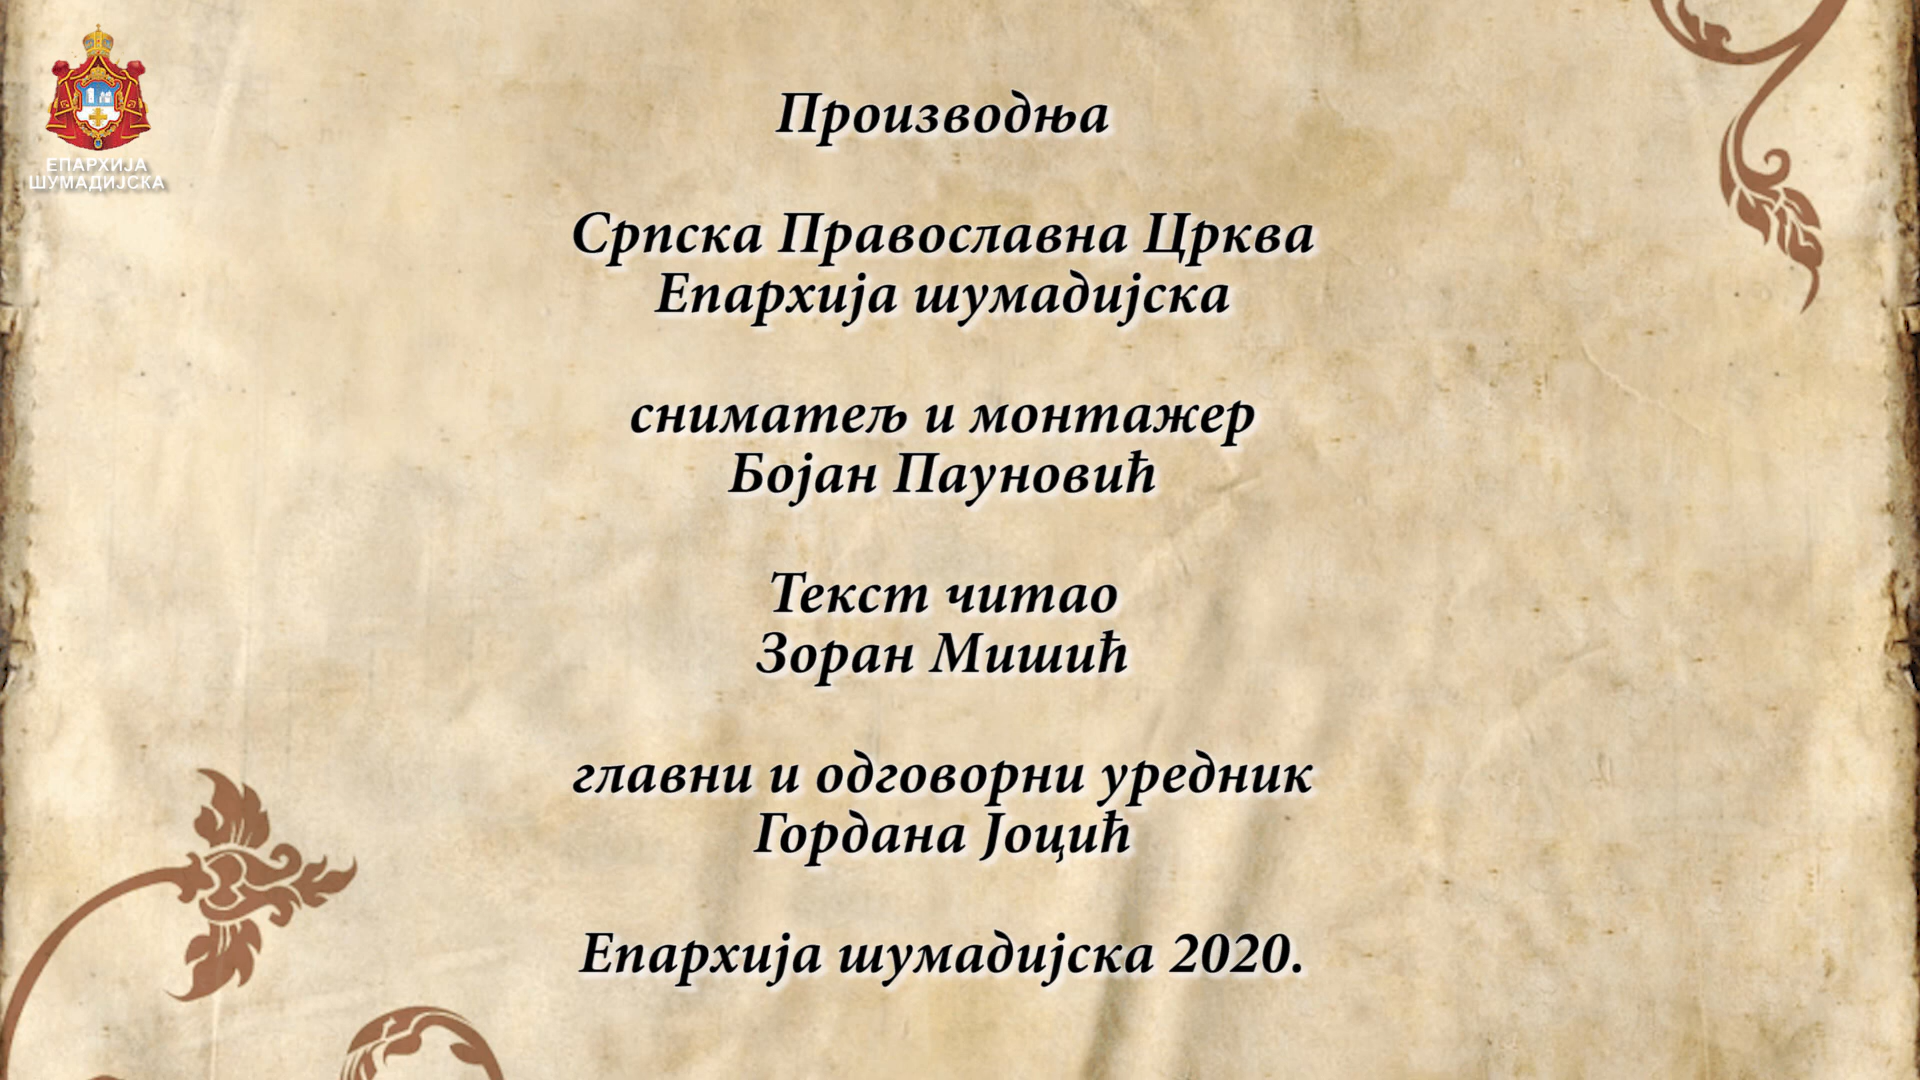 ЕПАРХИЈА
ШУМАДИЈСКА
Производња
Српска Православна Црква
Епархија шумадијска
сниматељ и монтажер
Бојан Пауновић
Текст читао
Зоран Мишић
главни и одговорни уредник
Гордана Јоцић
Епархија шумадијска 2020.